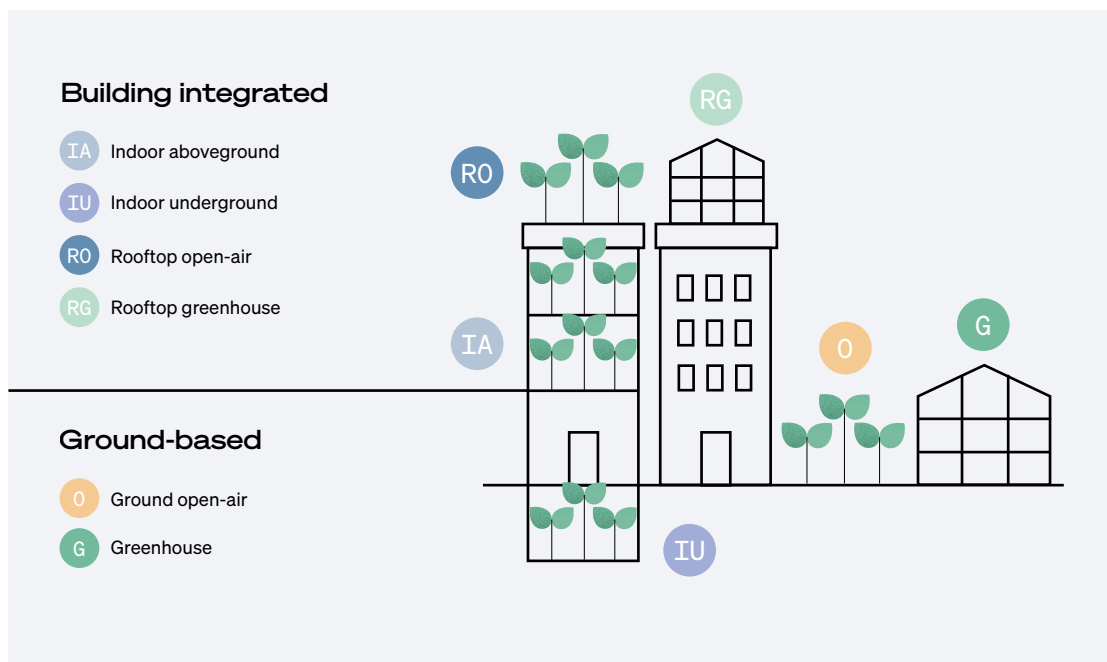 Building integrated
IA Indoor aboveground
IU Indoor underground
RO Rooftop open-air
RG Rooftop greenhouse
Ground-based
O Ground open-air
G Greenhouse
RG
RO
IA
O
G
IU